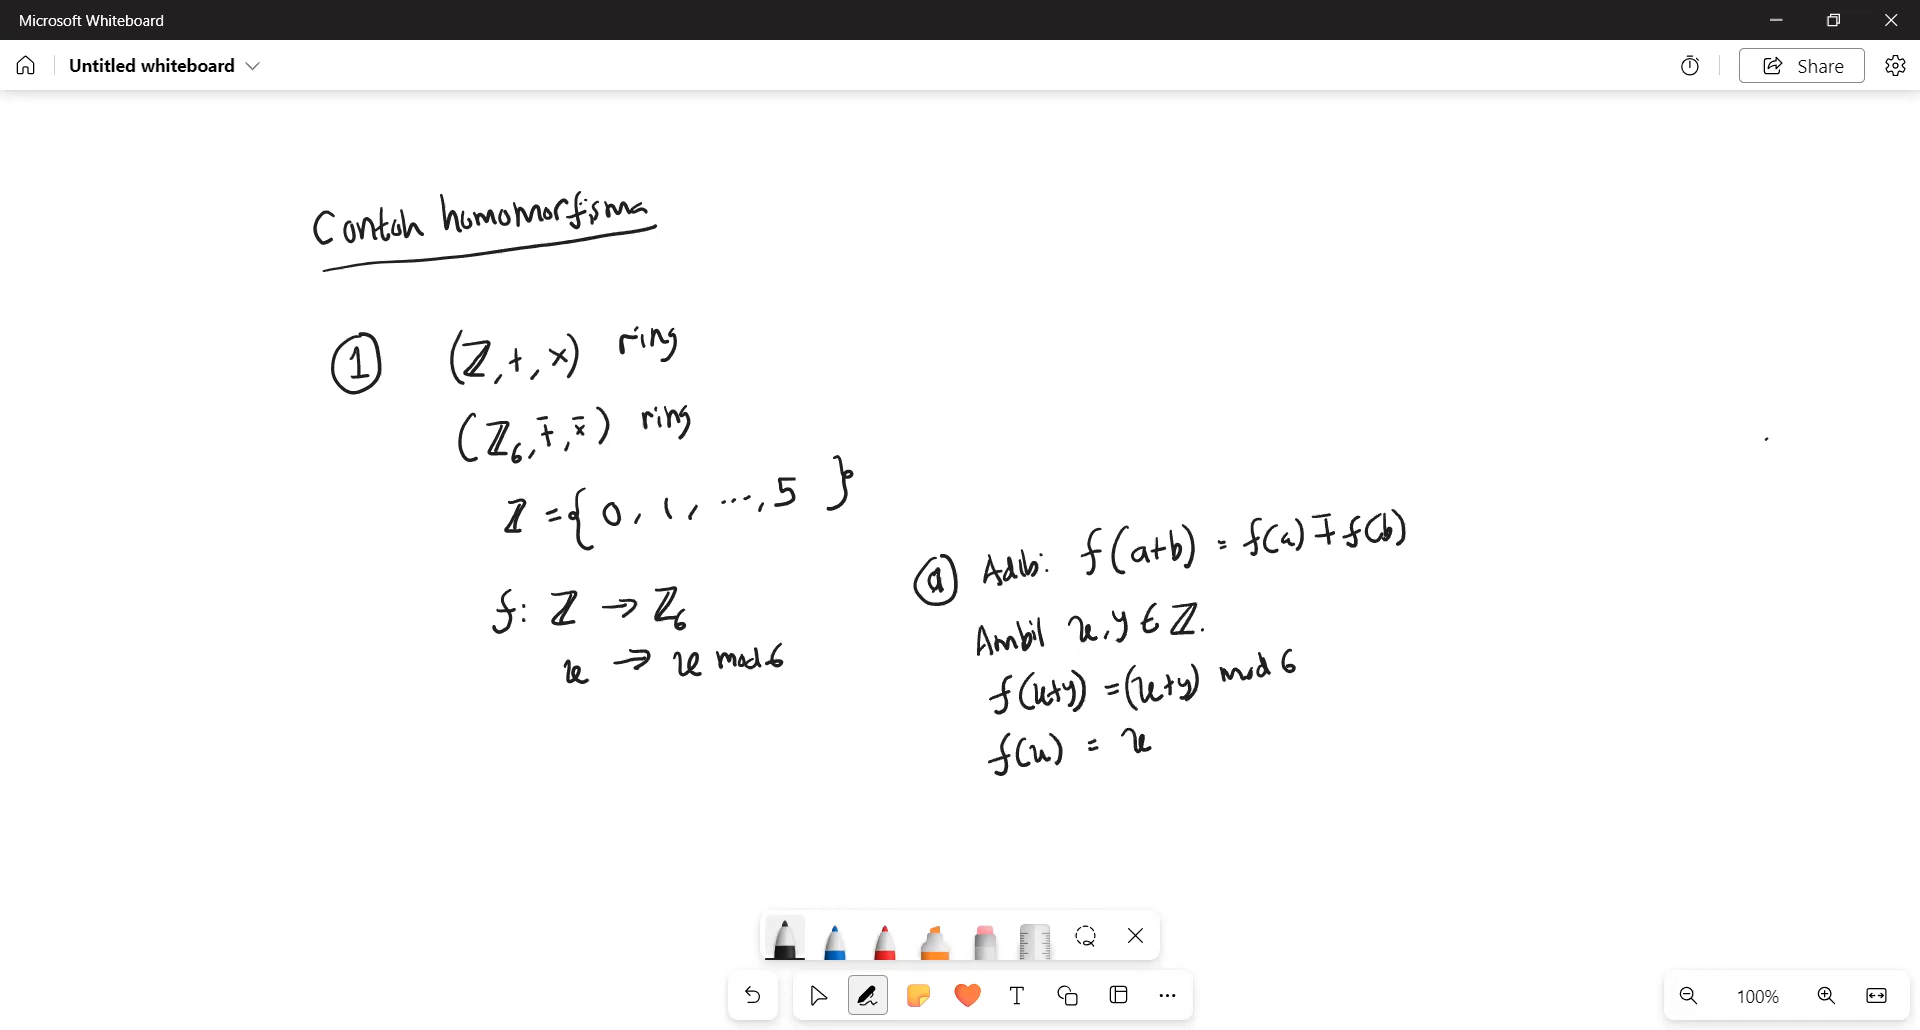 Microsoft Whiteboard
Untitled whiteboard
Share
Contoh homomorfisma
① (ℤ, +, ×) ring
(ℤ₆, +̄, ×̄) ring
ℤ = { 0, 1, ..., 5 }
f: ℤ → ℤ₆
x → x mod 6
ⓐ Adib: f(a+b) = f(a) +̄ f(b)
Ambil x, y ∈ ℤ.
f(x+y) = (x+y) mod 6
f(x) = x
100%